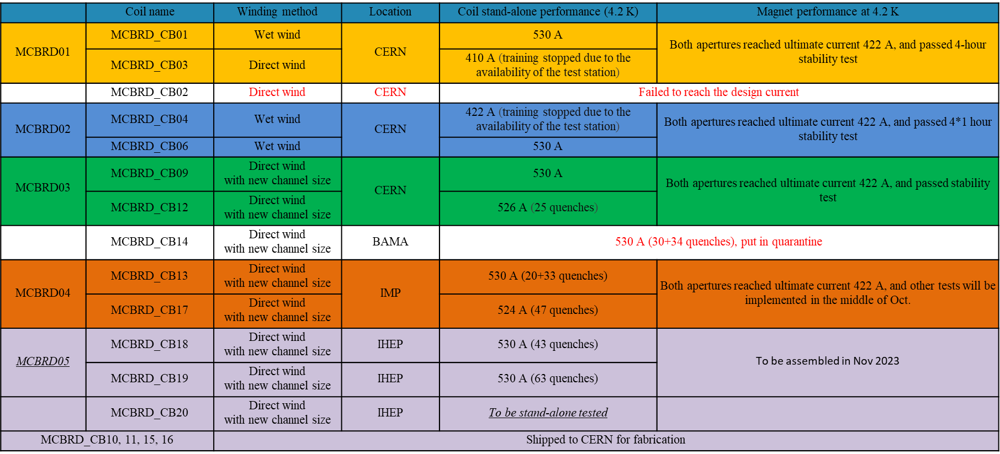 Coil name
Winding method
Location
Coil stand-alone performance (4.2 K)
Magnet performance at 4.2 K
MCBRD01
MCBRD_CB01
Wet wind
CERN
530 A
Both apertures reached ultimate current 422 A, and passed 4-hour
stability test
MCBRD_CB03
Direct wind
410 A (training stopped due to the
availability of the test station)
MCBRD_CB02
Direct wind
CERN
Failed to reach the design current
MCBRD02
MCBRD_CB04
Wet wind
CERN
422 A (training stopped due to the
availability of the test station)
Both apertures reached ultimate current 422 A, and passed 4*1 hour
stability test
MCBRD_CB06
Wet wind
530 A
MCBRD03
MCBRD_CB09
Direct wind
with new channel size
CERN
530 A
Both apertures reached ultimate current 422 A, and passed stability
test
MCBRD_CB12
Direct wind
with new channel size
526 A (25 quenches)
MCBRD_CB14
Direct wind
with new channel size
BAMA
530 A (30+34 quenches), put in quarantine
MCBRD04
MCBRD_CB13
Direct wind
with new channel size
IMP
530 A (20+33 quenches)
Both apertures reached ultimate current 422 A, and other tests will be
implemented in the middle of Oct.
MCBRD_CB17
Direct wind
with new channel size
524 A (47 quenches)
MCBRD05
MCBRD_CB18
Direct wind
with new channel size
IHEP
530 A (43 quenches)
To be assembled in Nov 2023
MCBRD_CB19
Direct wind
with new channel size
IHEP
530 A (63 quenches)
MCBRD_CB20
Direct wind
with new channel size
IHEP
To be stand-alone tested
MCBRD_CB10, 11, 15, 16
Shipped to CERN for fabrication